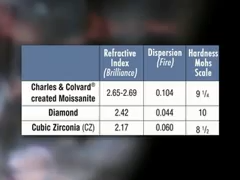 Refractive Index (Brilliance) Dispersion (Fire) Hardness Mohs Scale
Charles & Colvard® created Moissanite 2.65-2.69 0.104 9 ¼
Diamond 2.42 0.044 10
Cubic Zirconia (CZ) 2.17 0.060 8 ½